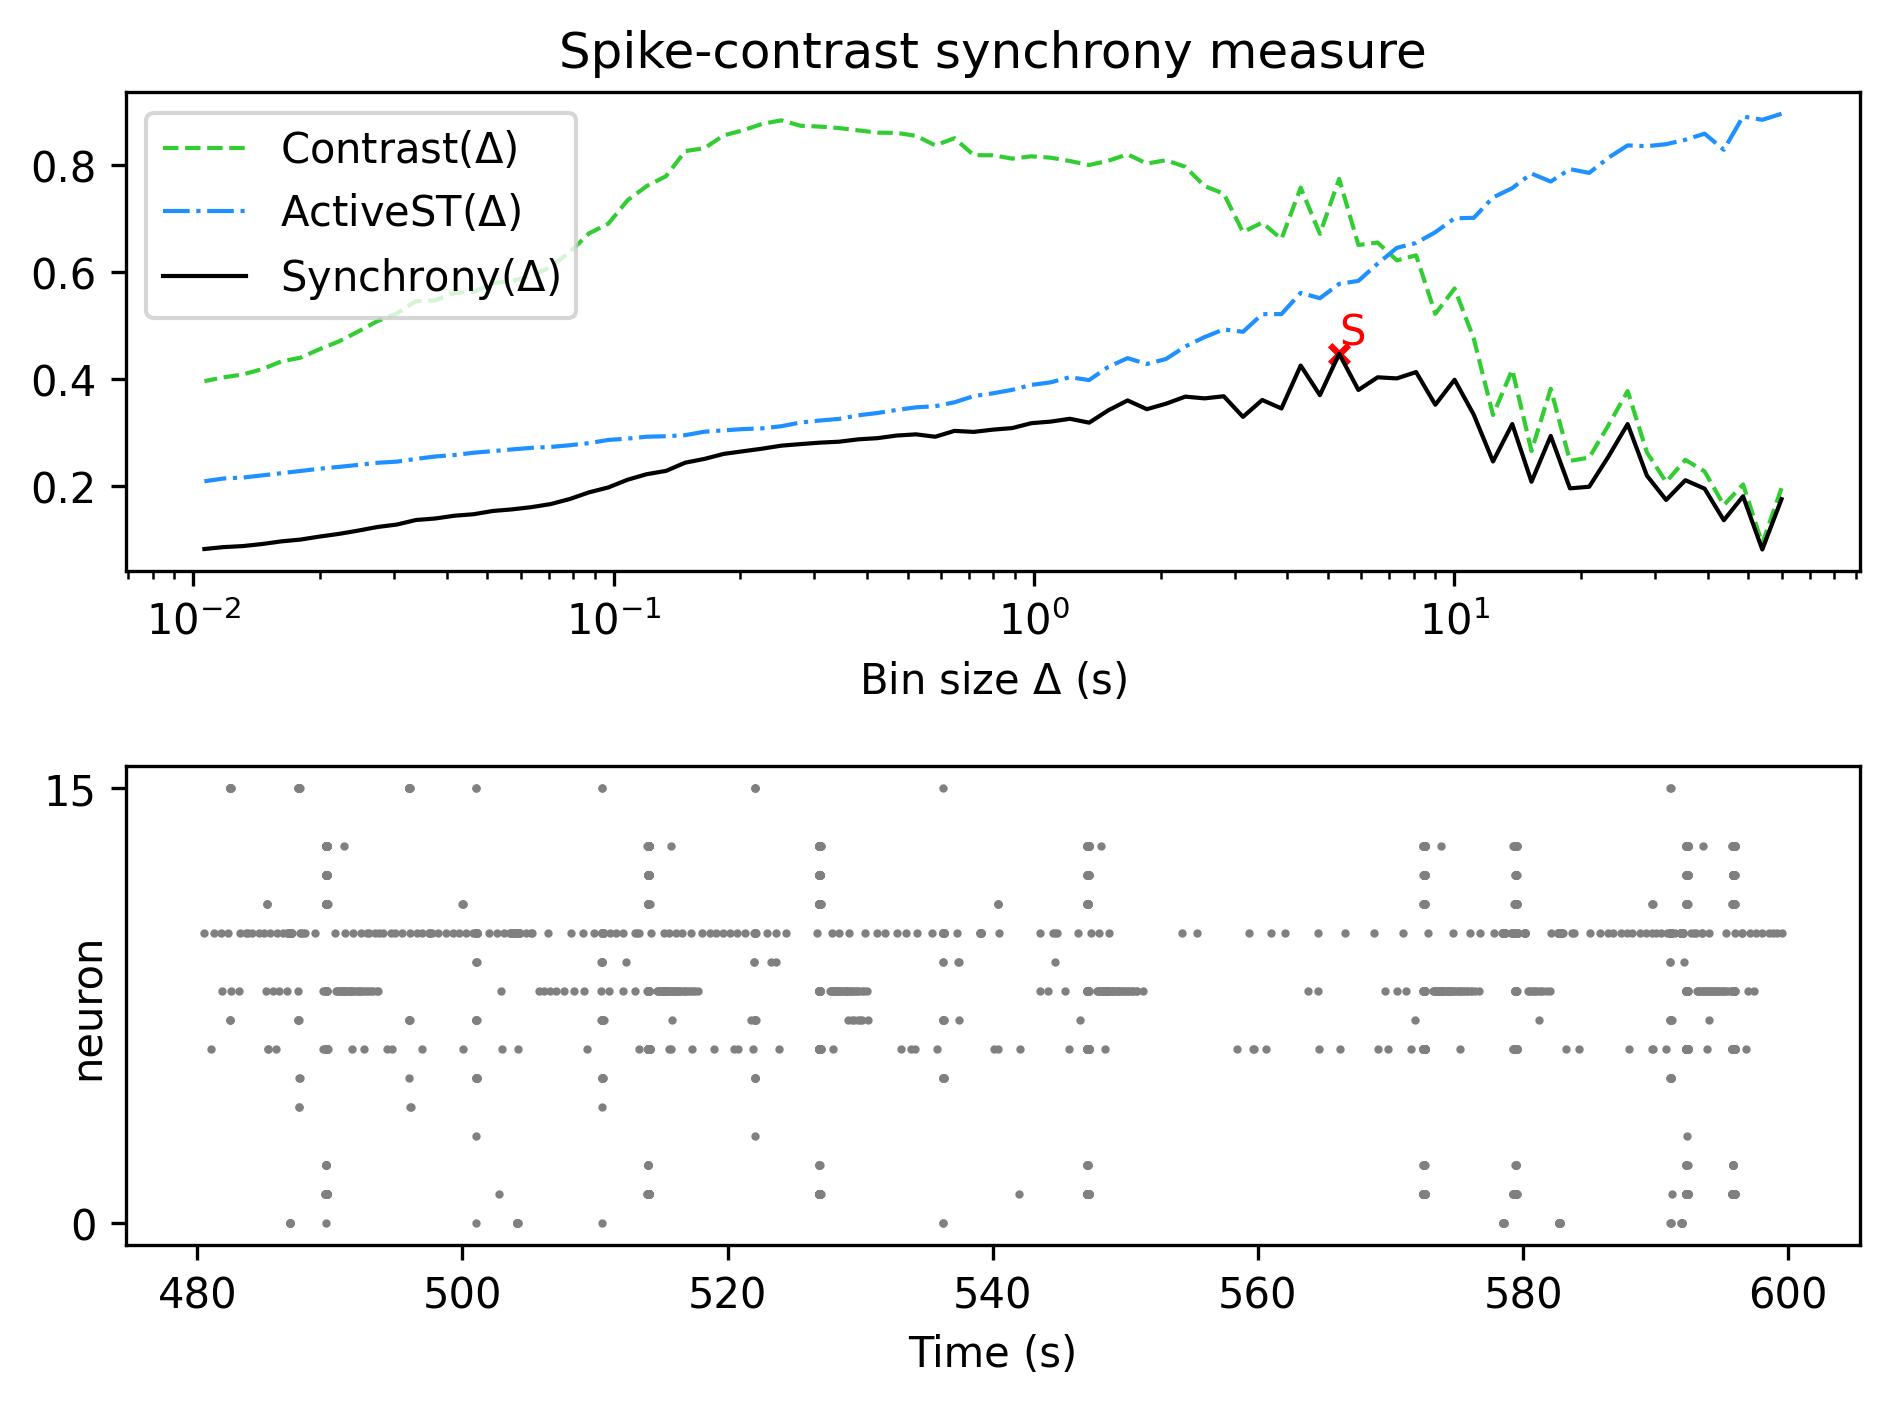 Spike-contrast synchrony measure
Contrast(Δ)
ActiveST(Δ)
Synchrony(Δ)
S
0.8
0.6
0.4
0.2
10⁻² 10⁻¹ 10⁰ 10¹
Bin size Δ (s)
15
0
neuron
480 500 520 540 560 580 600
Time (s)